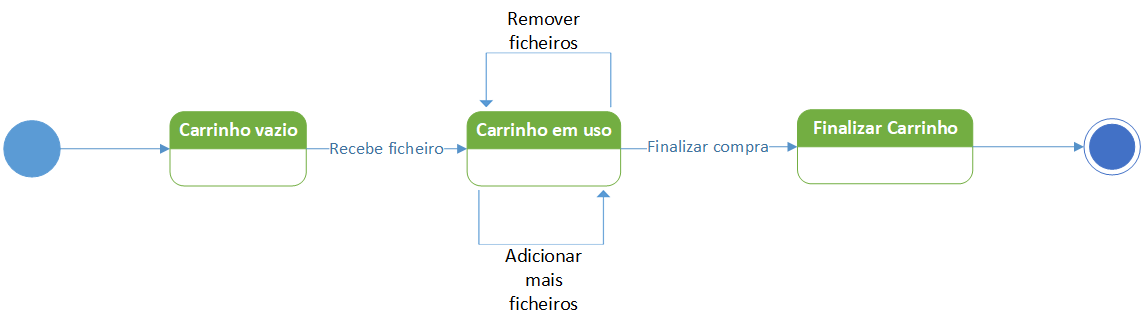 Remover
ficheiros
Carrinho vazio
Recebe ficheiro
Carrinho em uso
Finalizar compra
Finalizar Carrinho
Adicionar
mais
ficheiros